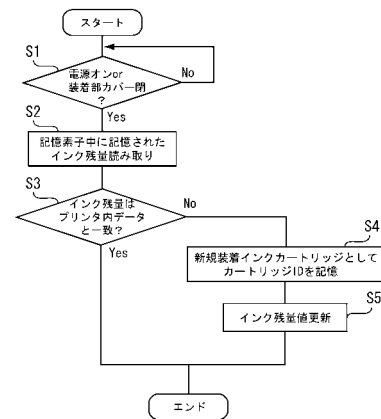 スタート
S1
電源オンor
装着部カバー閉
?
No
Yes
S2
記憶素子中に記憶された
インク残量読み取り
S3
インク残量は
プリンタ内データ
と一致?
No
Yes
S4
新規装着インクカートリッジとして
カートリッジIDを記憶
S5
インク残量値更新
エンド